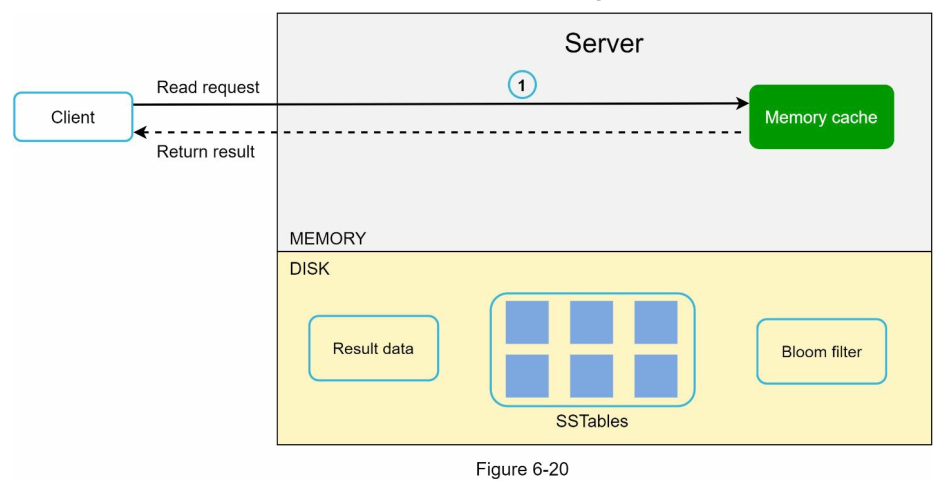 Server
Read request
1
Client
Memory cache
Return result
MEMORY
DISK
Result data
Bloom filter
SSTables
Figure 6-20